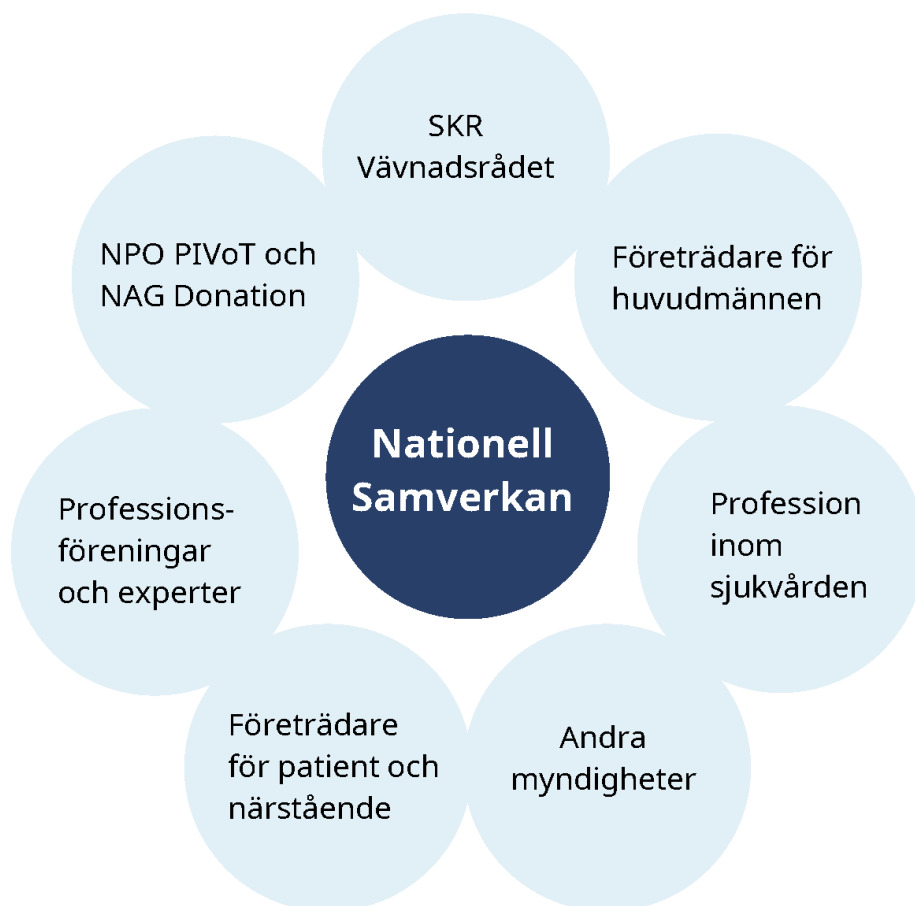 SKR
Vävnadsrådet
NPO PIVoT och
NAG Donation
Företrädare för
huvudmännen
Nationell
Samverkan
Professions-
föreningar
och experter
Profession
inom
sjukvården
Företrädare
för patient och
närstående
Andra
myndigheter